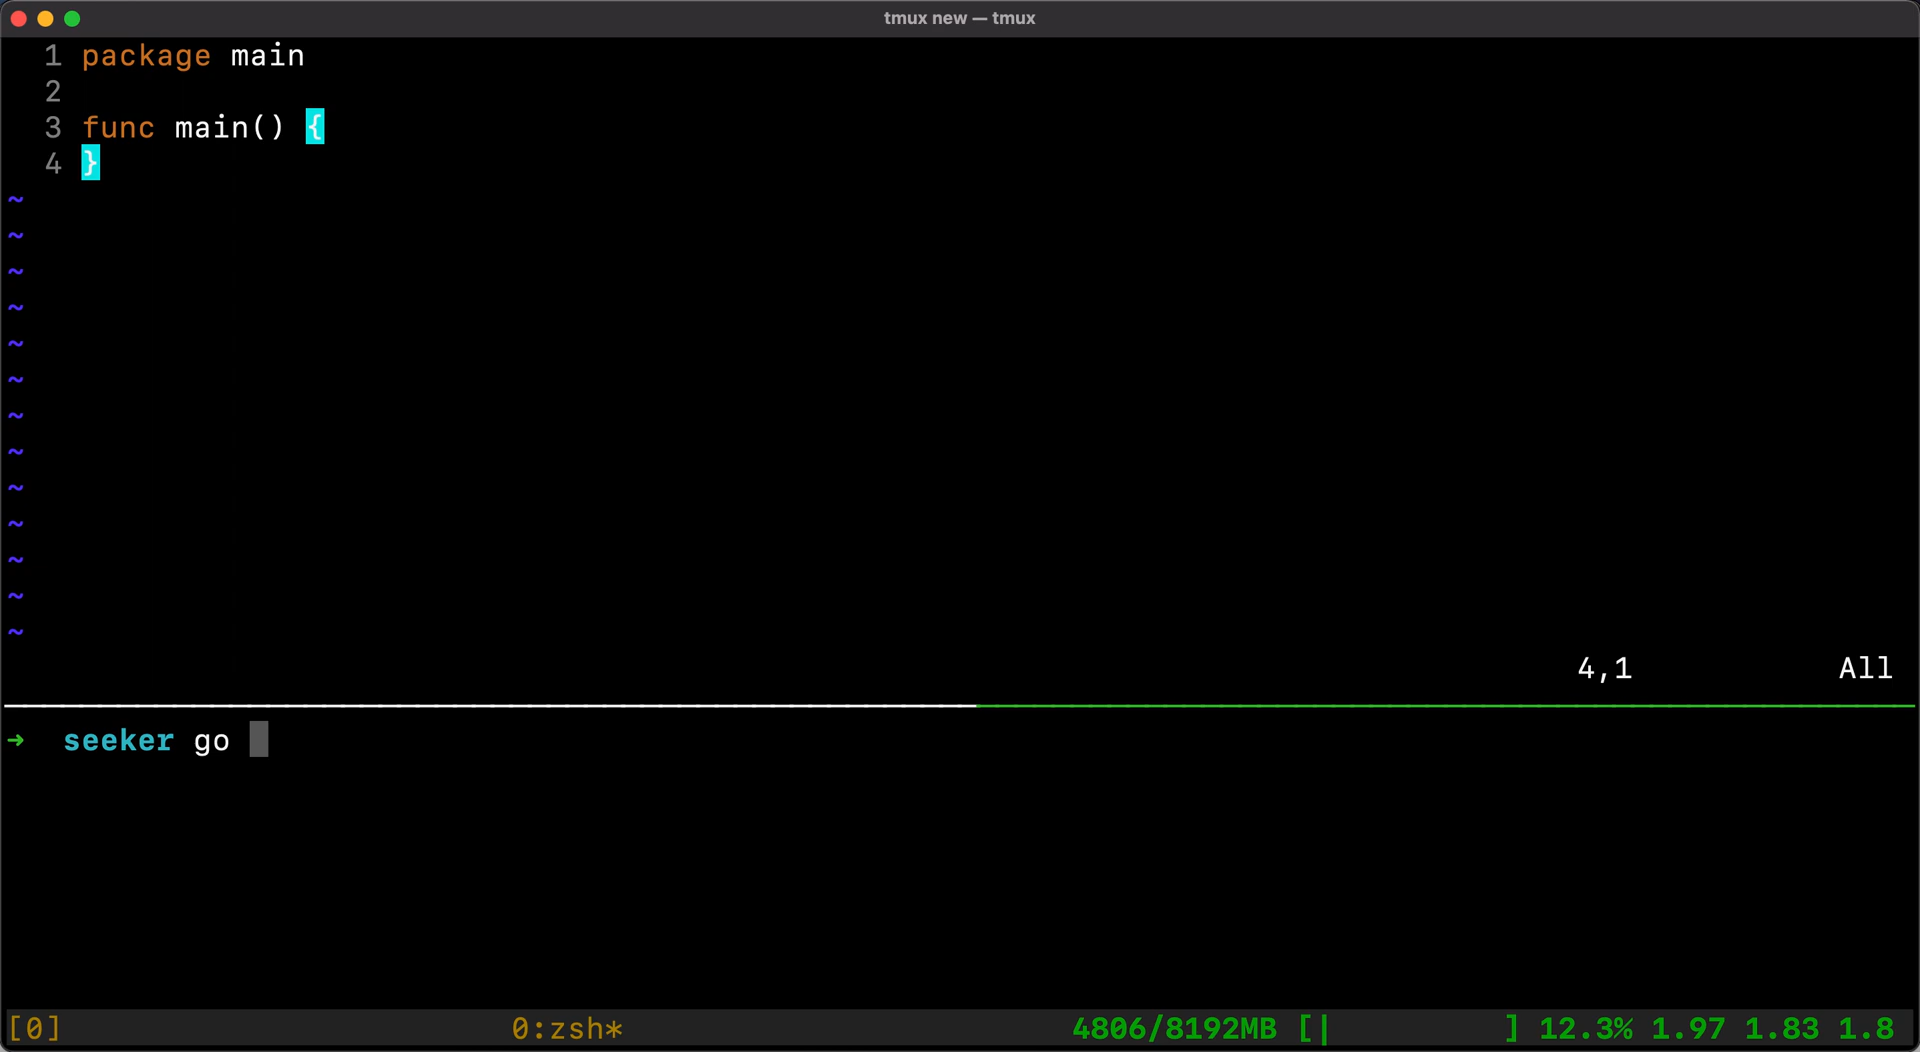 tmux new — tmux
1 package main
2
3 func main() {
4 }
~
~
~
~
~
~
~
~
~
~
~
~
~
4,1 All
→ seeker go
[0] 0:zsh* 4806/8192MB [| ] 12.3% 1.97 1.83 1.8